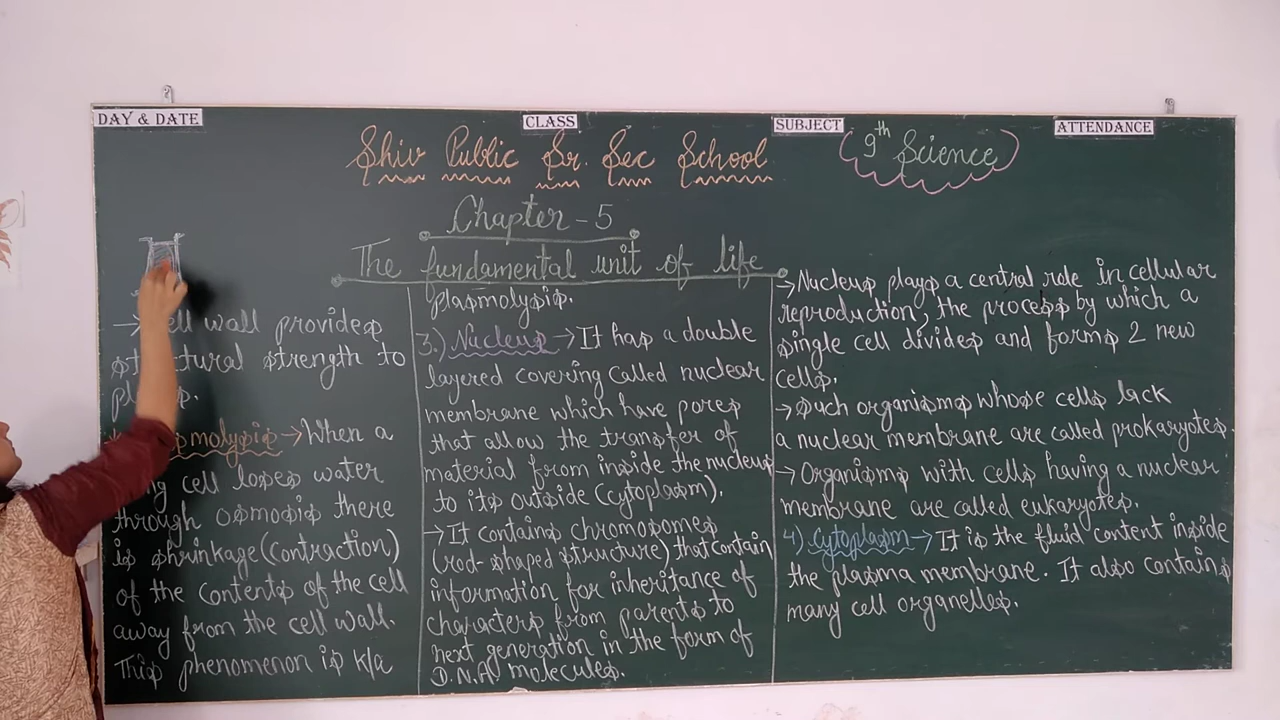 DAY & DATE
CLASS
SUBJECT
ATTENDANCE
Shiv Public Sr. Sec School
9th Science
Chapter - 5
The fundamental unit of life
→ ell wall provides
structural strength to
molysis → When a
cell loses water
through osmosis there
is shrinkage (contraction)
of the contents of the cell
away from the cell wall.
This phenomenon is k/a
plasmolysis.
3.) Nucleus → It has a double
layered covering called nuclear
membrane which have pores
that allow the transfer of
material from inside the nucleus
to its outside (cytoplasm).
→ It contains chromosomes
(rod-shaped structure) that contain
information for inheritance of
characters from parents to
next generation in the form of
D.N.A molecules.
→ Nucleus plays a central role in cellular
reproduction, the process by which a
single cell divides and forms 2 new
cells.
→ Such organisms whose cells lack
a nuclear membrane are called prokaryotes.
→ Organisms with cells having a nuclear
membrane are called eukaryotes.
4) Cytoplasm → It is the fluid content inside
the plasma membrane. It also contains
many cell organelles.